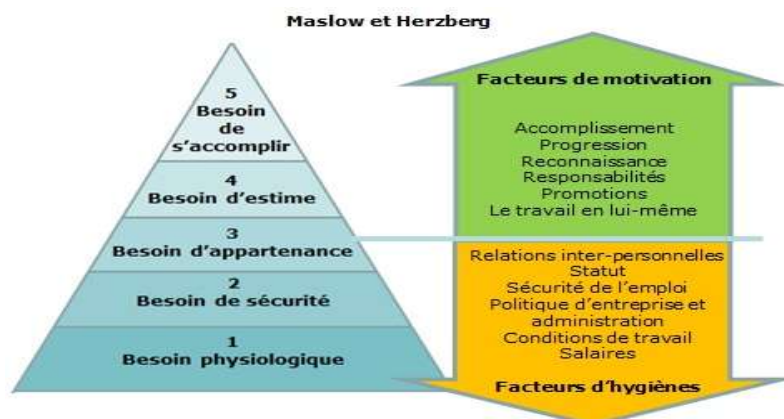 Maslow et Herzberg
5
Besoin
de
s'accomplir
4
Besoin d'estime
3
Besoin d'appartenance
2
Besoin de sécurité
1
Besoin physiologique
Facteurs de motivation
Accomplissement
Progression
Reconnaissance
Responsabilités
Promotions
Le travail en lui-même
Relations inter-personnelles
Statut
Sécurité de l'emploi
Politique d'entreprise et
administration
Conditions de travail
Salaires
Facteurs d'hygiènes